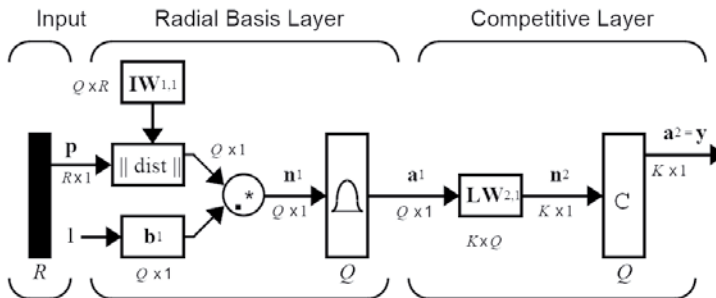 Input Radial Basis Layer Competitive Layer
Q x R IW1,1
p R x 1 || dist || Q x 1
.* n1 Q x 1 a1 Q x 1 LW2,1 K x Q n2 K x 1 C a2 = y K x 1
1 b1 Q x 1
R Q Q